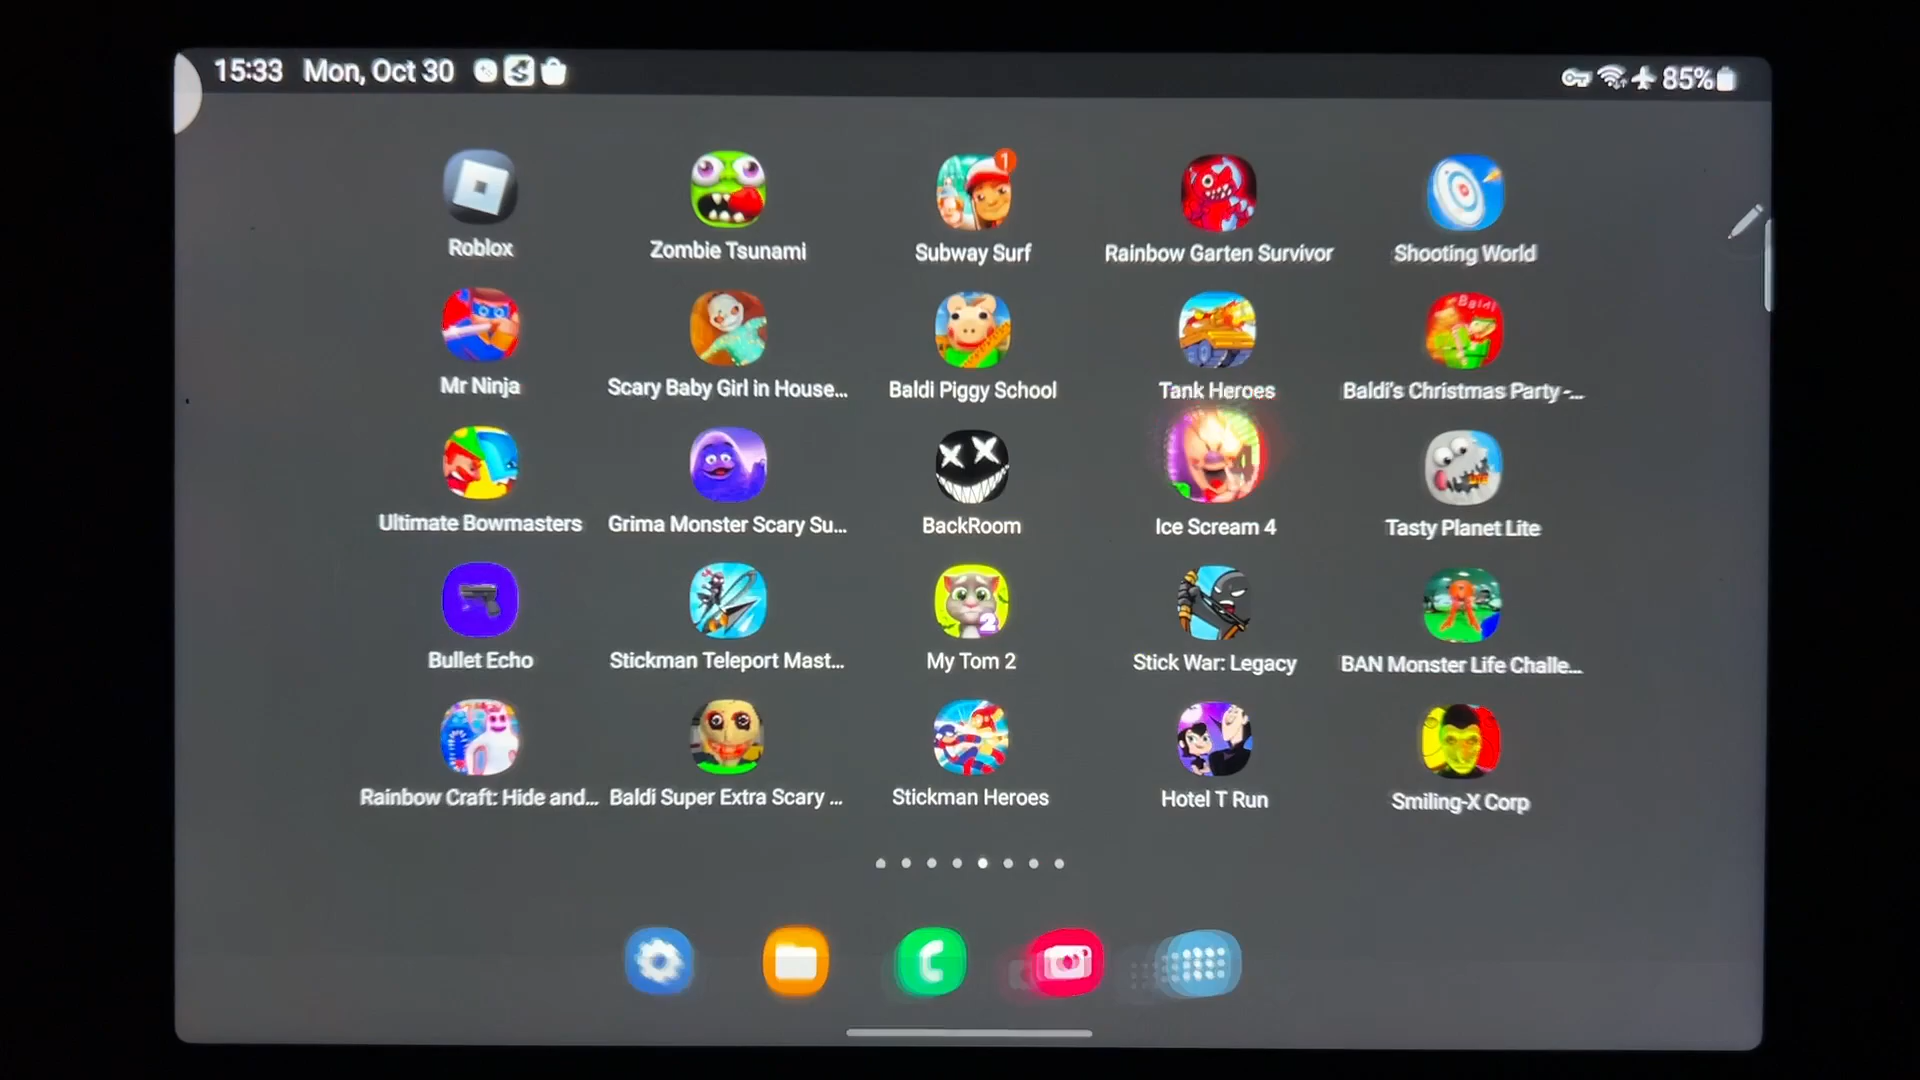 15:33 Mon, Oct 30
85%
1
Roblox
Zombie Tsunami
Subway Surf
Rainbow Garten Survivor
Shooting World
Baldi
Mr Ninja
Scary Baby Girl in House...
Baldi Piggy School
Tank Heroes
Baldi's Christmas Party -...
Ultimate Bowmasters
Grima Monster Scary Su...
BackRoom
Ice Scream 4
Tasty Planet Lite
2
Bullet Echo
Stickman Teleport Mast...
My Tom 2
Stick War: Legacy
BAN Monster Life Challe...
Rainbow Craft: Hide and...
Baldi Super Extra Scary ...
Stickman Heroes
Hotel T Run
Smiling-X Corp